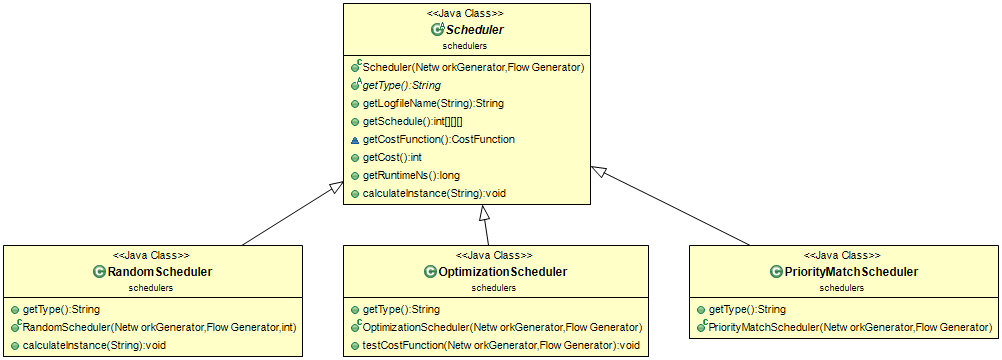 <<Java Class>>
Scheduler
schedulers
Scheduler(Netw orkGenerator,Flow Generator)
getType():String
getLogfileName(String):String
getSchedule():int[][][]
getCostFunction():CostFunction
getCost():int
getRuntimeNs():long
calculateInstance(String):void
<<Java Class>>
RandomScheduler
schedulers
getType():String
RandomScheduler(Netw orkGenerator,Flow Generator,int)
calculateInstance(String):void
<<Java Class>>
OptimizationScheduler
schedulers
getType():String
OptimizationScheduler(Netw orkGenerator,Flow Generator)
testCostFunction(Netw orkGenerator,Flow Generator):void
<<Java Class>>
PriorityMatchScheduler
schedulers
getType():String
PriorityMatchScheduler(Netw orkGenerator,Flow Generator)